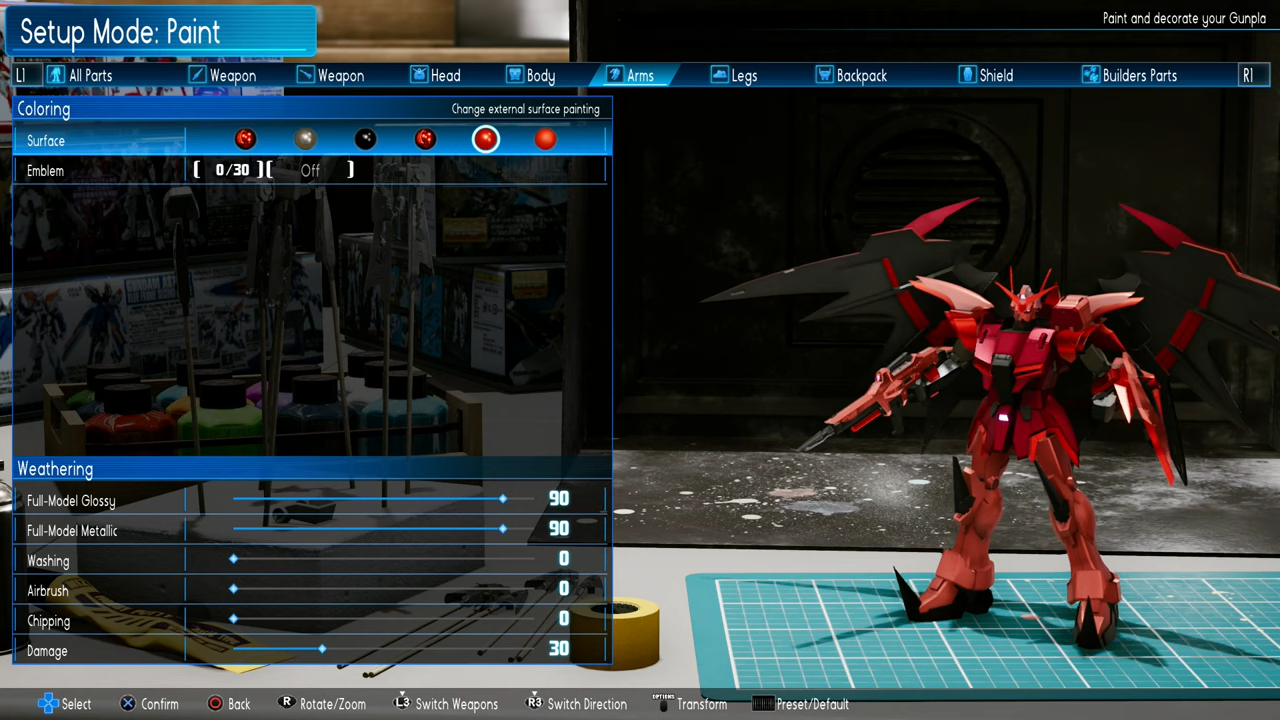 Setup Mode: Paint
Paint and decorate your Gunpla
L1 All Parts Weapon Weapon Head Body Arms Legs Backpack Shield Builders Parts R1
Coloring Change external surface painting
Surface
Emblem [ 0/30 ][ Off ]
Weathering
Full-Model Glossy 90
Full-Model Metallic 90
Washing 0
Airbrush 0
Chipping 0
Damage 30
Select Confirm Back R Rotate/Zoom L3 Switch Weapons R3 Switch Direction OPTIONS Transform Preset/Default